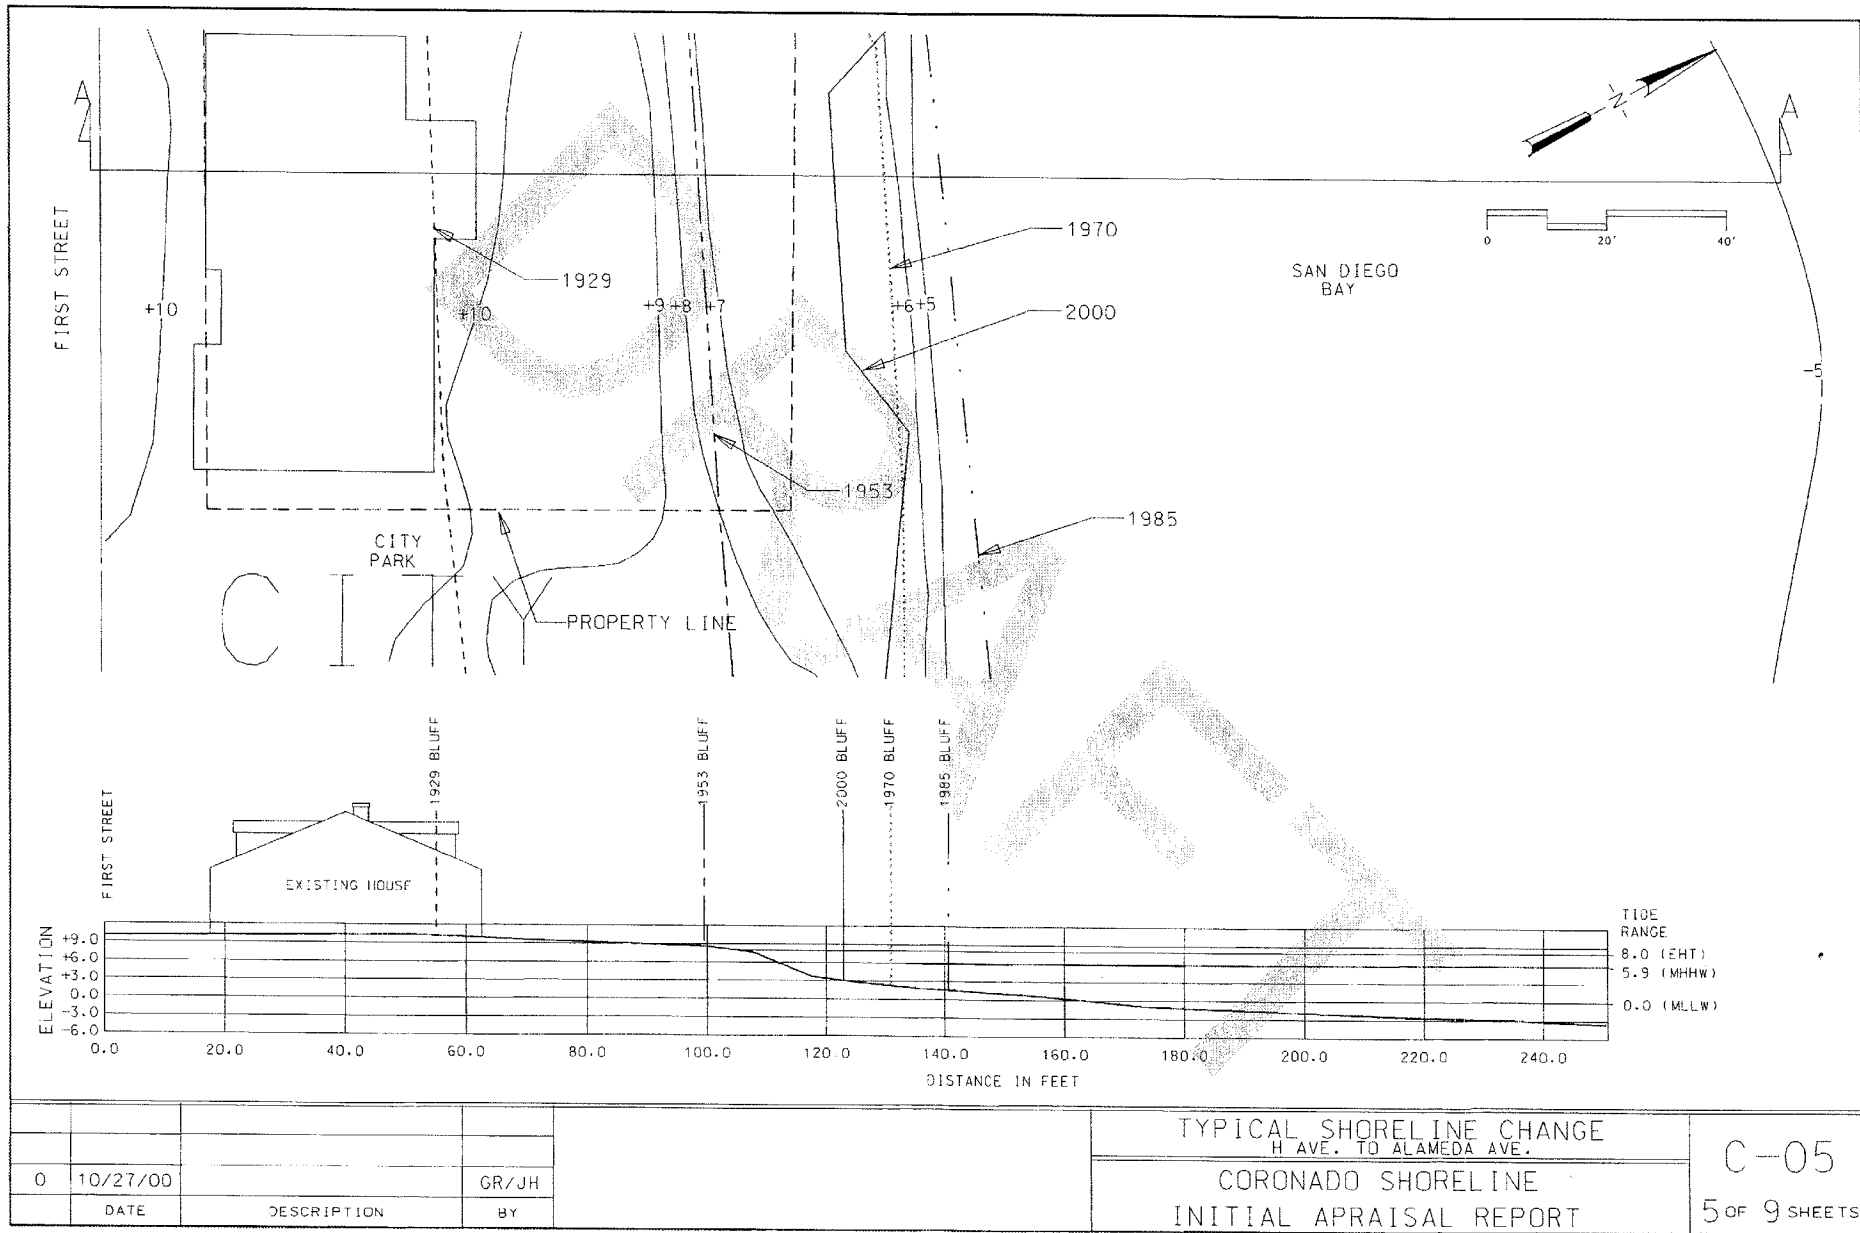 A
A
FIRST STREET
+10
1929
+10
+9
+8
+7
+6
+5
1970
2000
1953
1985
N
0
20'
40'
SAN DIEGO
BAY
-5
CITY
PARK
CITY
PROPERTY LINE
DRAFT
FIRST STREET
1929 BLUFF
1953 BLUFF
2000 BLUFF
1970 BLUFF
1985 BLUFF
EXISTING HOUSE
ELEVATION
+9.0
+6.0
+3.0
0.0
-3.0
-6.0
TIDE
RANGE
8.0 (EHT)
5.9 (MHHW)
0.0 (MLLW)
0.0 20.0 40.0 60.0 80.0 100.0 120.0 140.0 160.0 180.0 200.0 220.0 240.0
DISTANCE IN FEET
0 10/27/00 GR/JH
DATE DESCRIPTION BY
TYPICAL SHORELINE CHANGE
H AVE. TO ALAMEDA AVE.
CORONADO SHORELINE
INITIAL APRAISAL REPORT
C-05
5 OF 9 SHEETS